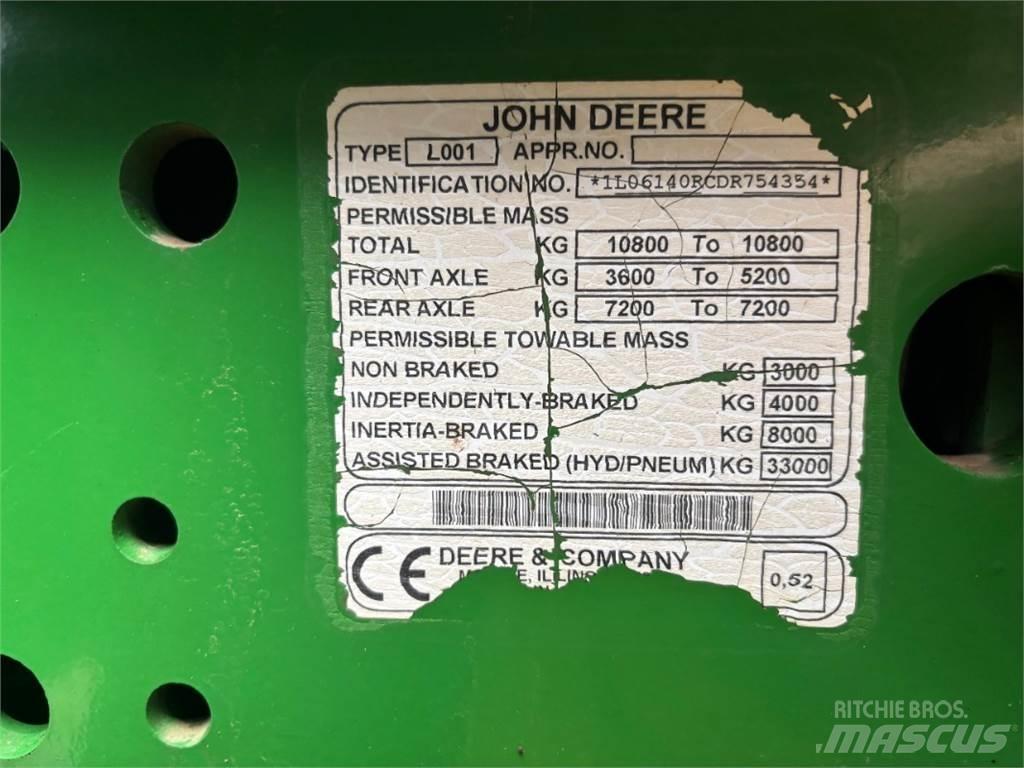 JOHN DEERE
TYPE L001 APPR.NO.
IDENTIFICATION NO. *1L06140RCDR754354*
PERMISSIBLE MASS
TOTAL KG 10800 To 10800
FRONT AXLE KG 3600 To 5200
REAR AXLE KG 7200 To 7200
PERMISSIBLE TOWABLE MASS
NON BRAKED KG 3000
INDEPENDENTLY-BRAKED KG 4000
INERTIA-BRAKED KG 8000
ASSISTED BRAKED (HYD/PNEUM) KG 33000
CE DEERE & COMPANY
0,52
RITCHIE BROS.
MASCUS